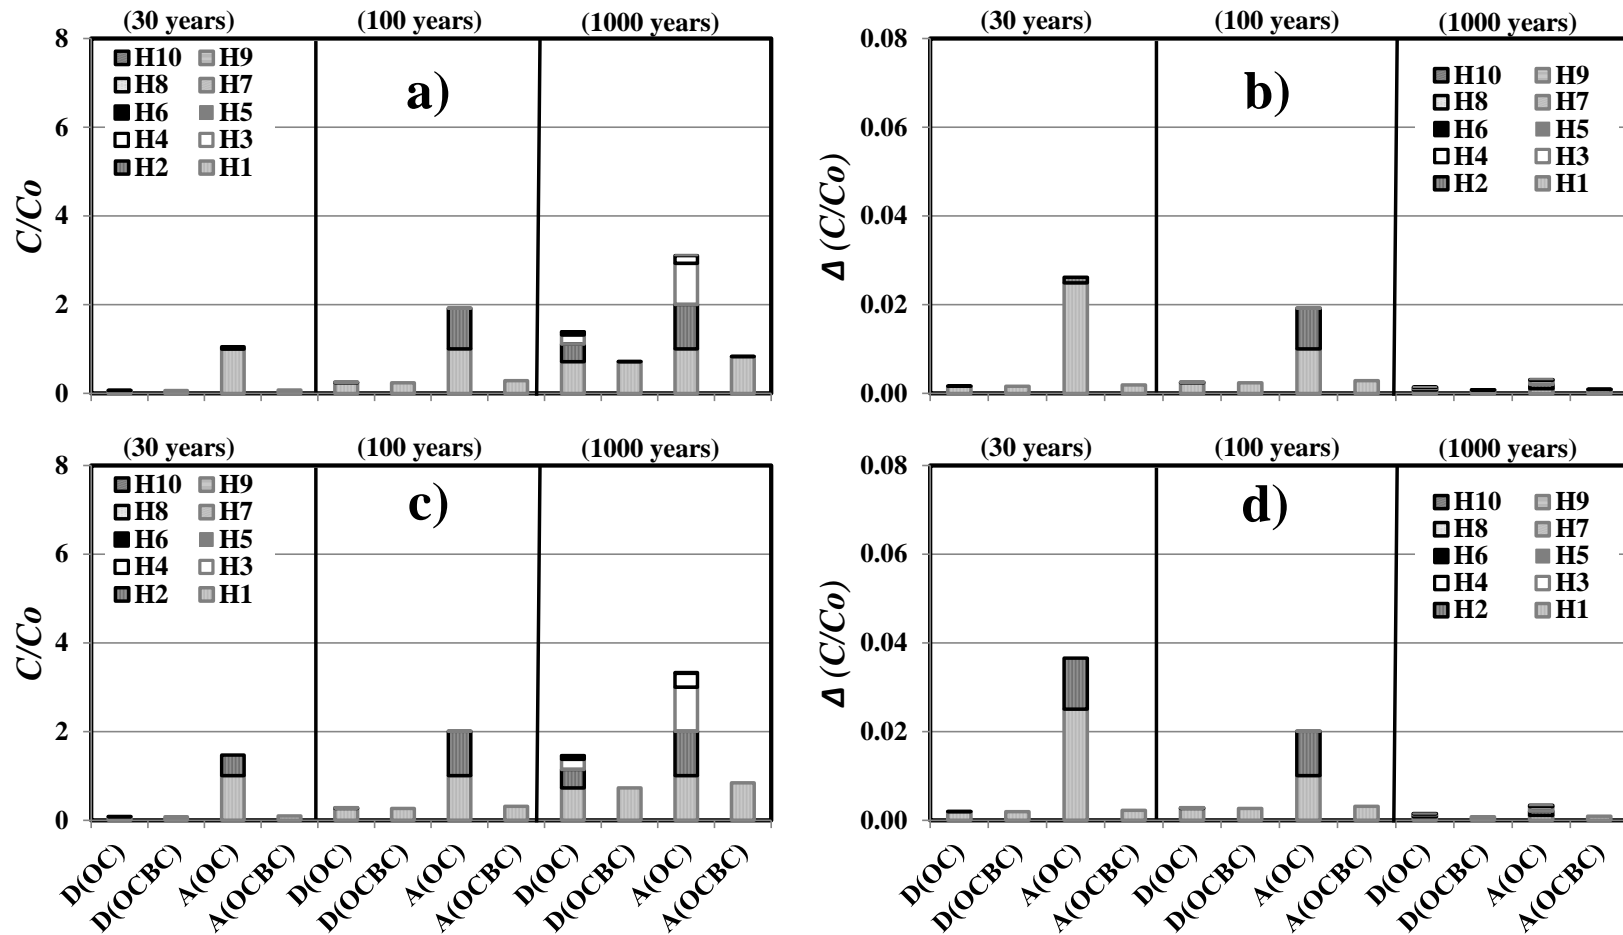 (30 years) (100 years) (1000 years)
8
6
4
2
0
C/Co
H10 H9
H8 H7
H6 H5
H4 H3
H2 H1
a)
(30 years) (100 years) (1000 years)
0.08
0.06
0.04
0.02
0.00
Δ (C/Co)
b)
H10 H9
H8 H7
H6 H5
H4 H3
H2 H1
(30 years) (100 years) (1000 years)
8
6
4
2
0
C/Co
H10 H9
H8 H7
H6 H5
H4 H3
H2 H1
c)
D(OC) D(OCBC) A(OC) A(OCBC) D(OC) D(OCBC) A(OC) A(OCBC) D(OC) D(OCBC) A(OC) A(OCBC)
(30 years) (100 years) (1000 years)
0.08
0.06
0.04
0.02
0.00
Δ (C/Co)
d)
H10 H9
H8 H7
H6 H5
H4 H3
H2 H1
D(OC) D(OCBC) A(OC) A(OCBC) D(OC) D(OCBC) A(OC) A(OCBC) D(OC) D(OCBC) A(OC) A(OCBC)